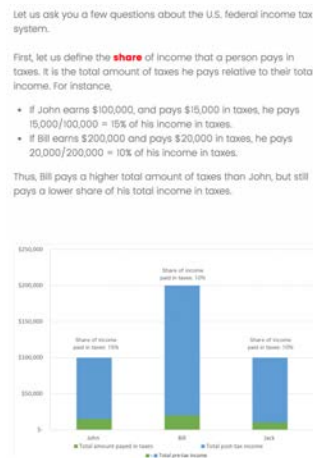 Let us ask you a few questions about the U.S. federal income tax
system.
First, let us define the share of income that a person pays in
taxes. It is the total amount of taxes he pays relative to their tota
income. For instance,
• If John earns $100,000, and pays $15,000 in taxes, he pays
15,000/100,000 = 15% of his income in taxes.
• If Bill earns $200,000 and pays $20,000 in taxes, he pays
20,000/200,000 = 10% of his income in taxes.
Thus, Bill pays a higher total amount of taxes than John, but still
pays a lower share of his total income in taxes.
$250,000
Share of income
paid in taxes: 10%
$200,000
$150,000
Share of income
paid in taxes: 15%
Share of income
paid in taxes: 10%
$100,000
$50,000
John Bill Jack
Total amount payed in taxes Total post-tax income
Total pre-tax income